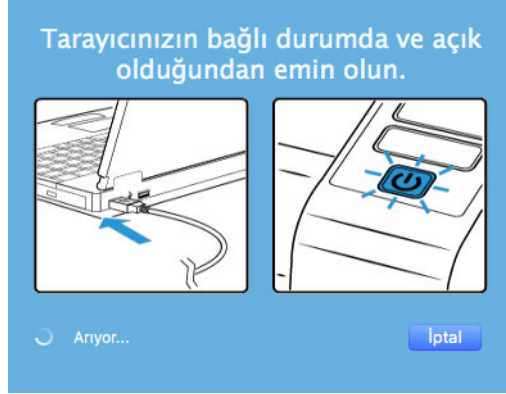 Tarayıcınızın bağlı durumda ve açık
olduğundan emin olun.
Arıyor...
İptal